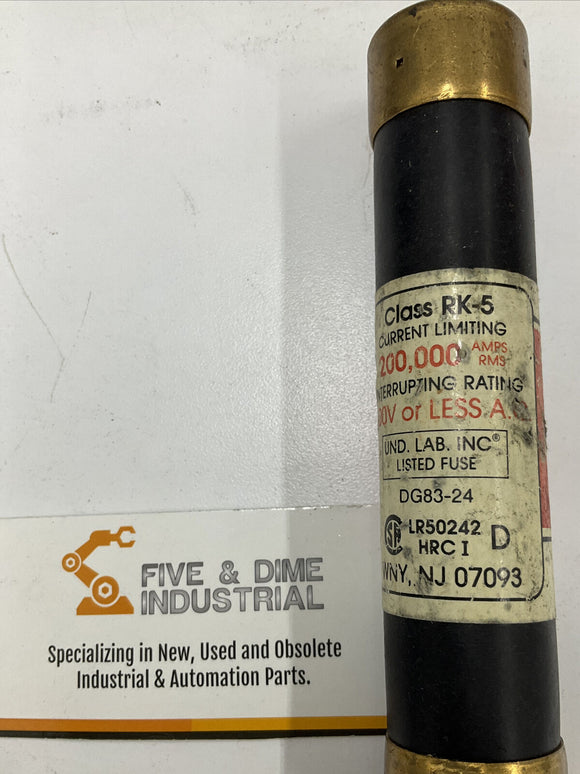 Class RK-5
CURRENT LIMITING
200,000 AMPS RMS
INTERRUPTING RATING
or LESS A.C
UND. LAB. INC®
LISTED FUSE
DG83-24
LR50242 D
HRC I
NJ 07093
FIVE & DIME
INDUSTRIAL
Specializing in New, Used and Obsolete
Industrial & Automation Parts.